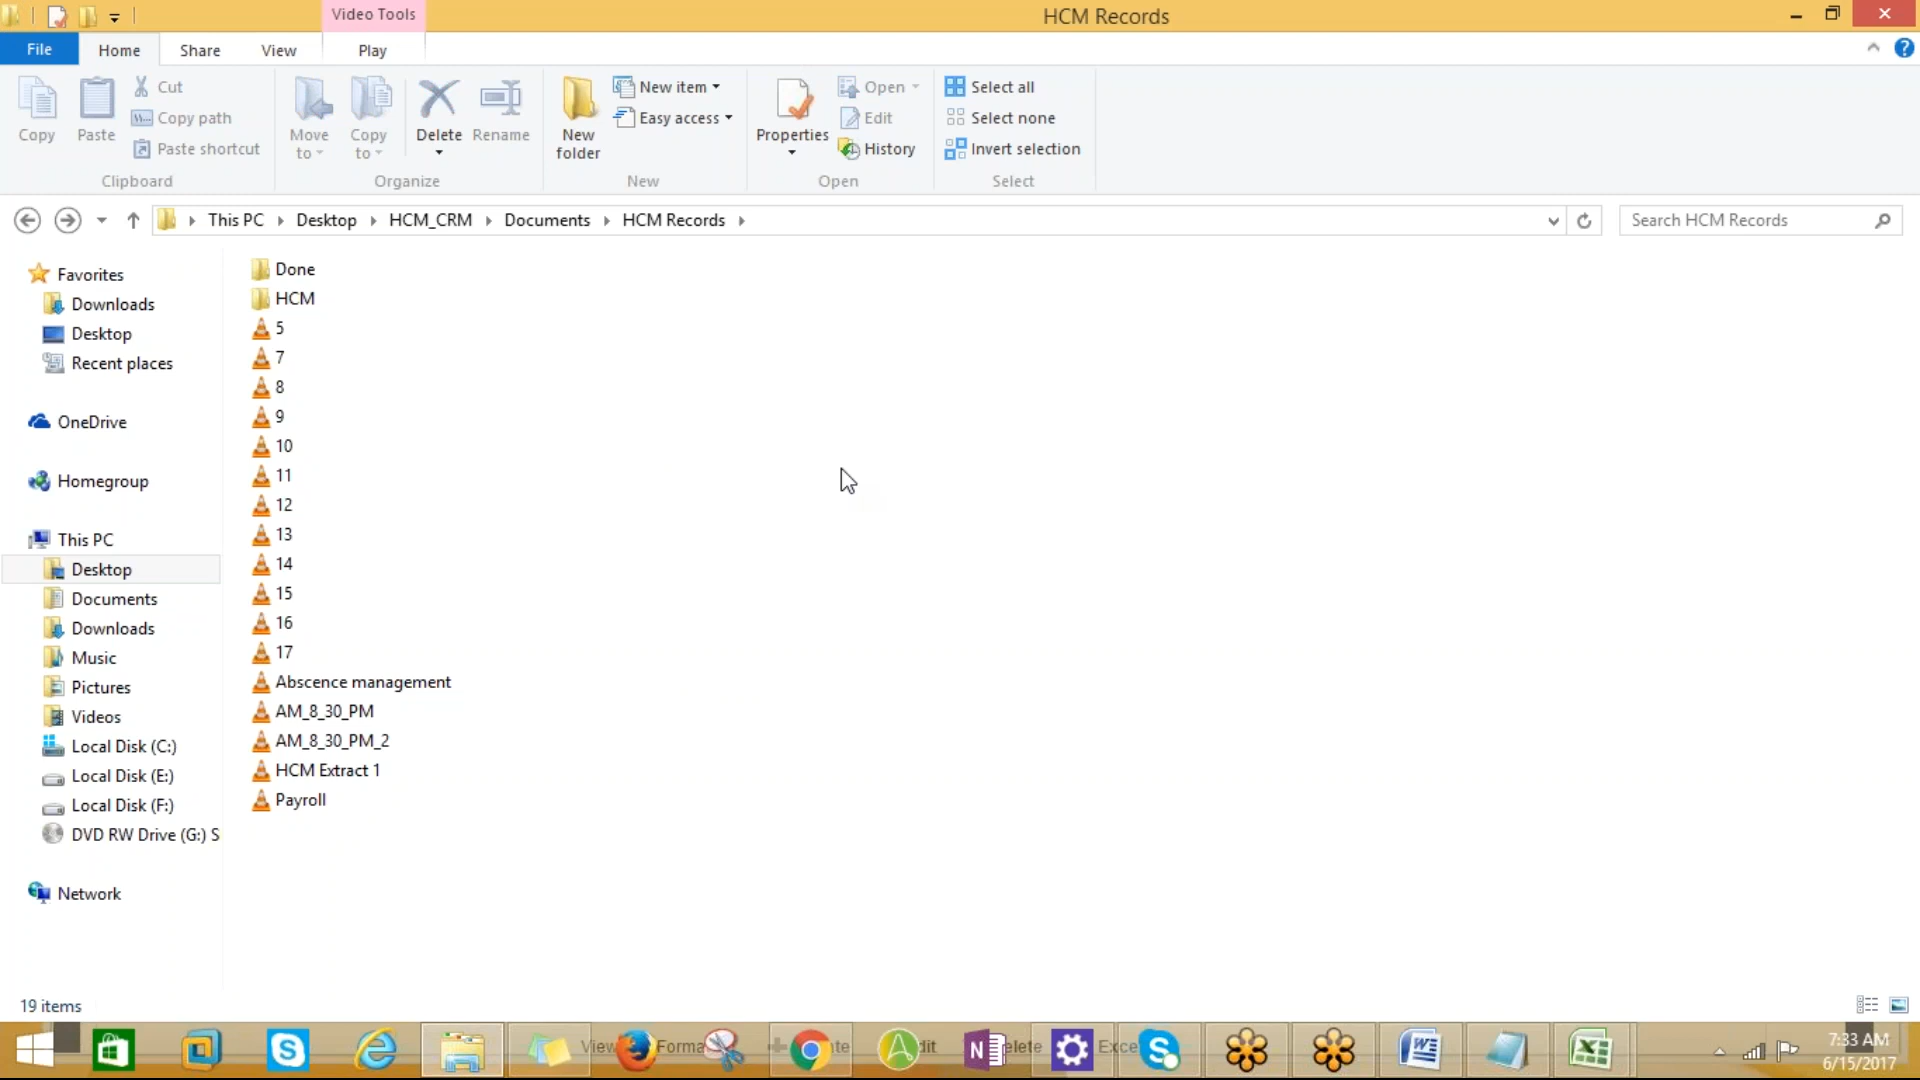 Video Tools
HCM Records
File
Home
Share
View
Play
Copy
Paste
Cut
Copy path
Paste shortcut
Clipboard
Move to
Copy to
Delete
Rename
Organize
New folder
New item
Easy access
New
Properties
Open
Edit
History
Open
Select all
Select none
Invert selection
Select
This PC
Desktop
HCM_CRM
Documents
HCM Records
Search HCM Records
Favorites
Downloads
Desktop
Recent places
OneDrive
Homegroup
This PC
Desktop
Documents
Downloads
Music
Pictures
Videos
Local Disk (C:)
Local Disk (E:)
Local Disk (F:)
DVD RW Drive (G:) S
Network
Done
HCM
5
7
8
9
10
11
12
13
14
15
16
17
Abscence management
AM_8_30_PM
AM_8_30_PM_2
HCM Extract 1
Payroll
19 items
7:33 AM
6/15/2017